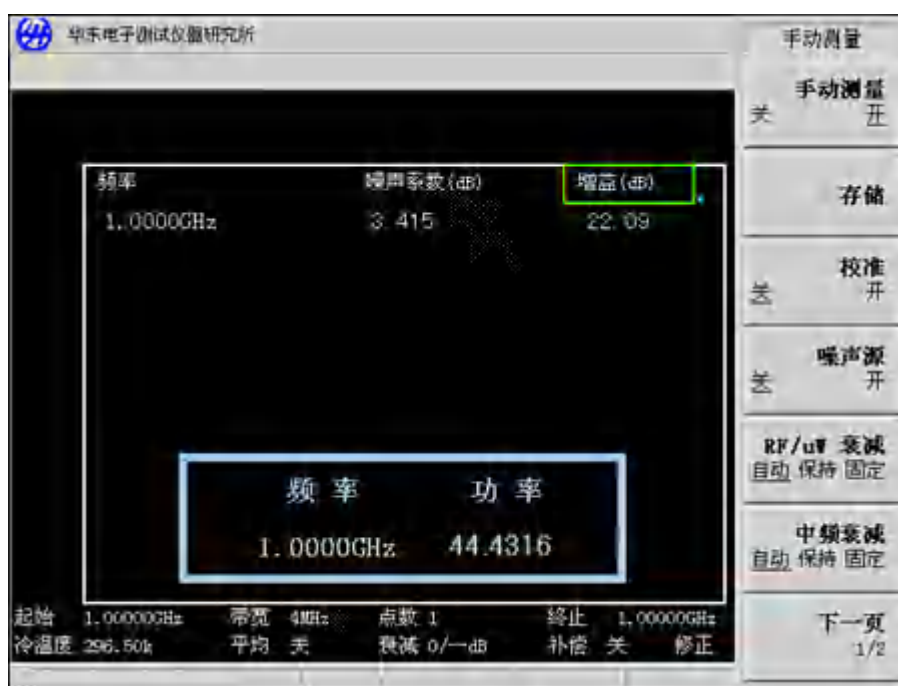 华东电子测试仪器研究所
手动测量
手动测量
关 开
存储
校准
关 开
噪声源
关 开
RF/uW 衰减
自动 保持 固定
中频衰减
自动 保持 固定
下一页
1/2
频率 噪声系数(dB) 增益(dB)
1.0000GHz 3.415 22.09
频率 功率
1.0000GHz 44.4316
起始 1.00000GHz 带宽 4MHz 点数 1 终止 1.00000GHz
冷温度 296.50k 平均 关 衰减 0/--dB 补偿 关 修正